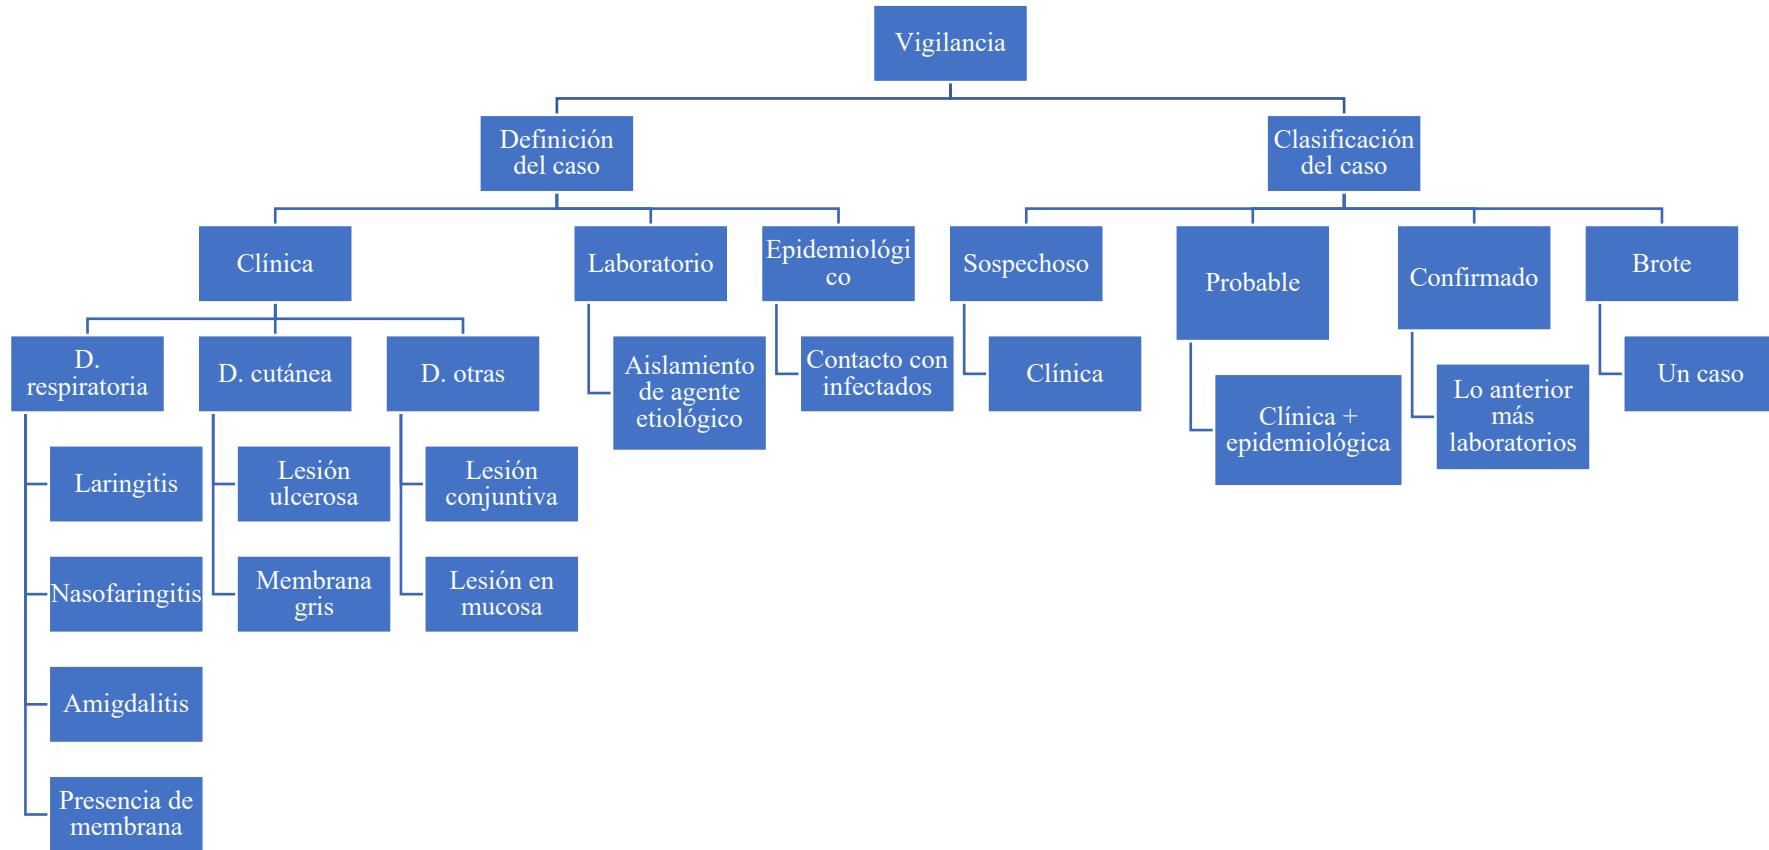 Vigilancia
Definición
del caso
Clasificación
del caso
Clínica
Laboratorio
Epidemiológi
co
Sospechoso
Probable
Confirmado
Brote
D.
respiratoria
D. cutánea
D. otras
Aislamiento
de agente
etiológico
Contacto con
infectados
Clínica
Clínica +
epidemiológica
Lo anterior
más
laboratorios
Un caso
Laringitis
Lesión
ulcerosa
Lesión
conjuntiva
Nasofaringitis
Membrana
gris
Lesión en
mucosa
Amigdalitis
Presencia de
membrana